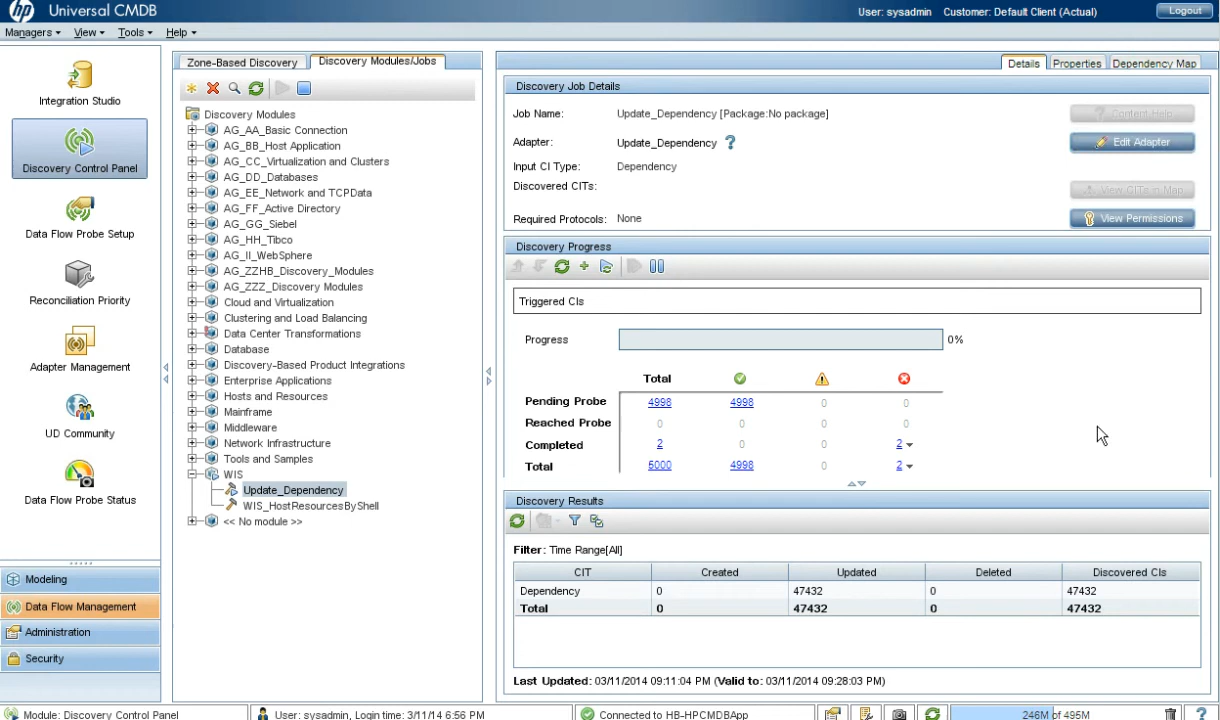 hp Universal CMDB
User: sysadmin Customer: Default Client (Actual)
Logout
Managers View Tools Help
Integration Studio
Discovery Control Panel
Data Flow Probe Setup
Reconciliation Priority
Adapter Management
UD Community
Data Flow Probe Status
Modeling
Data Flow Management
Administration
Security
Zone-Based Discovery
Discovery Modules/Jobs
Discovery Modules
AG_AA_Basic Connection
AG_BB_Host Application
AG_CC_Virtualization and Clusters
AG_DD_Databases
AG_EE_Network and TCPData
AG_FF_Active Directory
AG_GG_Siebel
AG_HH_Tibco
AG_II_WebSphere
AG_ZZHB_Discovery_Modules
AG_ZZZ_Discovery Modules
Cloud and Virtualization
Clustering and Load Balancing
Data Center Transformations
Database
Discovery-Based Product Integrations
Enterprise Applications
Hosts and Resources
Mainframe
Middleware
Network Infrastructure
Tools and Samples
WIS
Update_Dependency
WIS_HostResourcesByShell
<< No module >>
Details
Properties
Dependency Map
Discovery Job Details
Job Name: Update_Dependency [Package:No package]
Content Help
Adapter: Update_Dependency
Edit Adapter
Input CI Type: Dependency
Discovered CITs:
View CITs in Map
Required Protocols: None
View Permissions
Discovery Progress
Triggered CIs
Progress 0%
Total
Pending Probe 4998 4998 0 0
Reached Probe 0 0 0 0
Completed 2 0 0 2
Total 5000 4998 0 2
Discovery Results
Filter: Time Range[All]
CIT Created Updated Deleted Discovered CIs
Dependency 0 47432 0 47432
Total 0 47432 0 47432
Last Updated: 03/11/2014 09:11:04 PM (Valid to: 03/11/2014 09:28:03 PM)
Module: Discovery Control Panel
User: sysadmin, Login time: 3/11/14 6:56 PM
Connected to HB-HPCMDBApp
246M of 495M